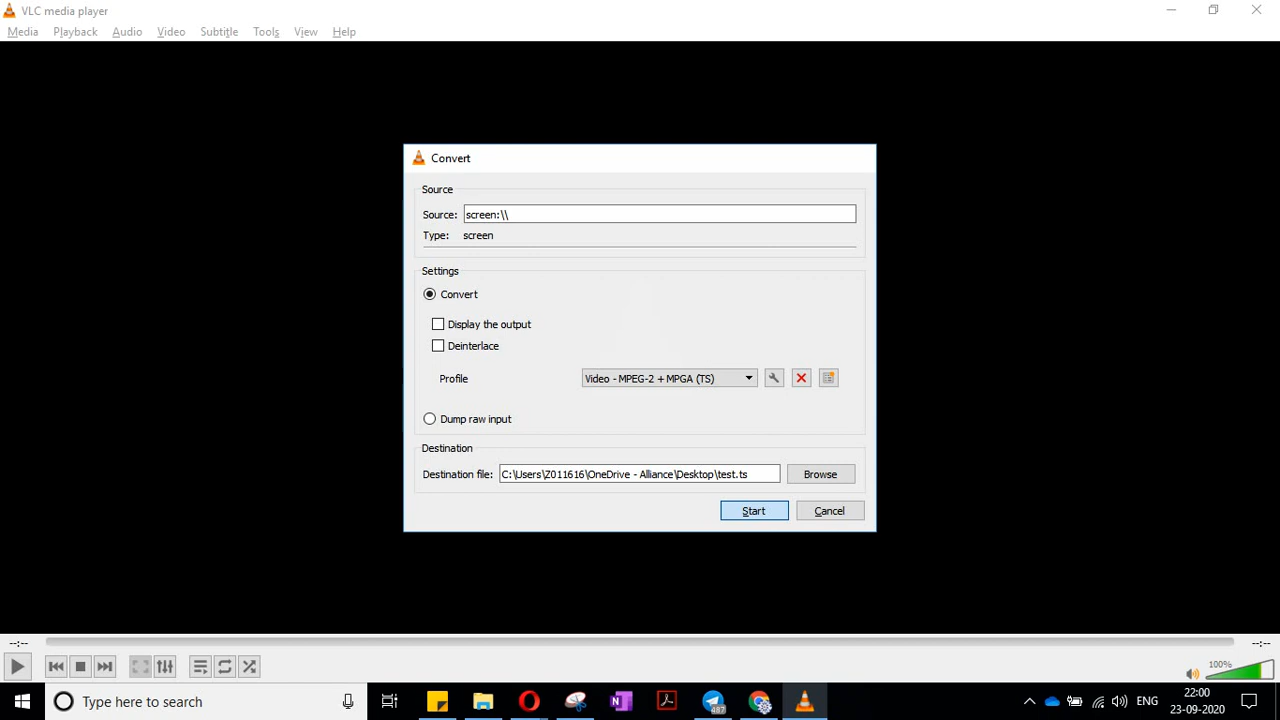 VLC media player
Media Playback Audio Video Subtitle Tools View Help
Convert
Source
Source: screen:\\
Type: screen
Settings
Convert
Display the output
Deinterlace
Profile Video - MPEG-2 + MPGA (TS)
Dump raw input
Destination
Destination file: C:\Users\Z011616\OneDrive - Alliance\Desktop\test.ts Browse
Start Cancel
--:-- --:--
100%
Type here to search 487 ENG 22:00
23-09-2020